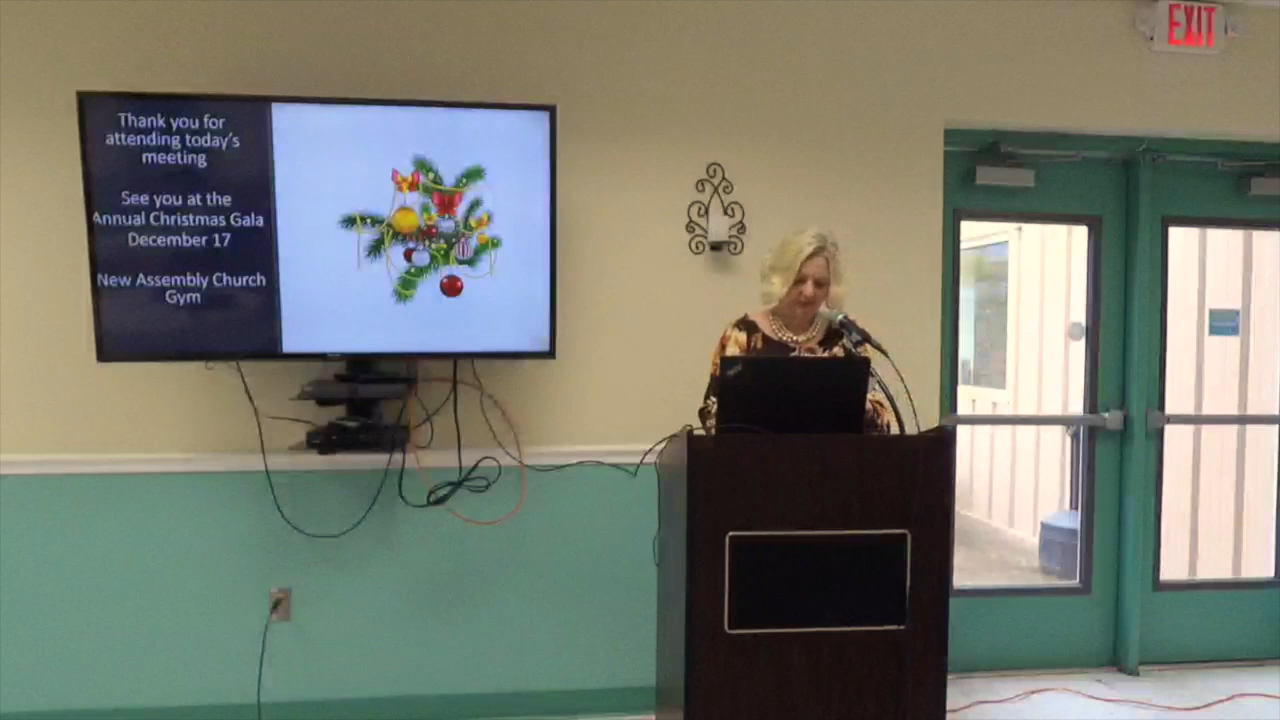 Thank you for
attending today's
meeting
See you at the
Annual Christmas Gala
December 17
New Assembly Church
Gym
EXIT